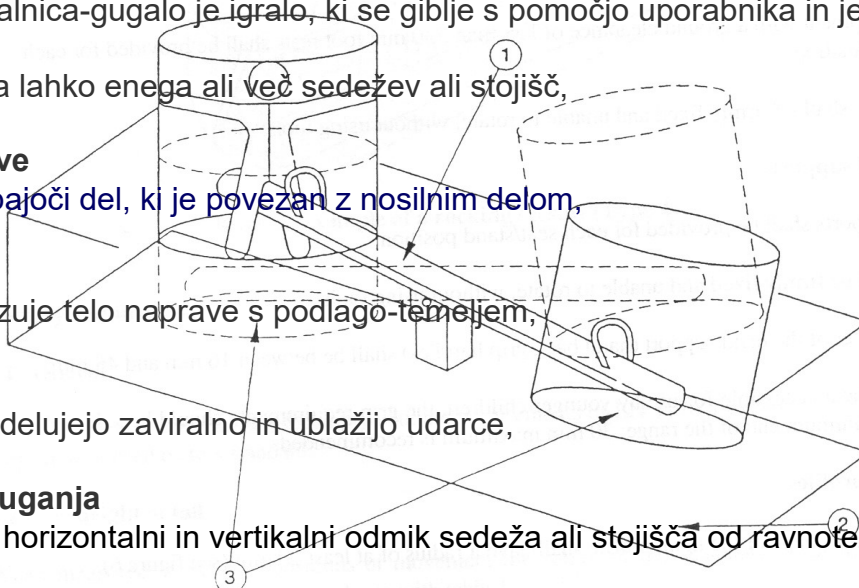 alnica-gugalo je igralo, ki se giblje s pomočjo uporabnika in je
1
a lahko enega ali več sedežev ali stojišč,
ve
pajoči del, ki je povezan z nosilnim delom,
zuje telo naprave s podlago-temeljem,
delujejo zaviralno in ublažijo udarce,
uganja
horizontalni in vertikalni odmik sedeža ali stojišča od ravnote
2
3